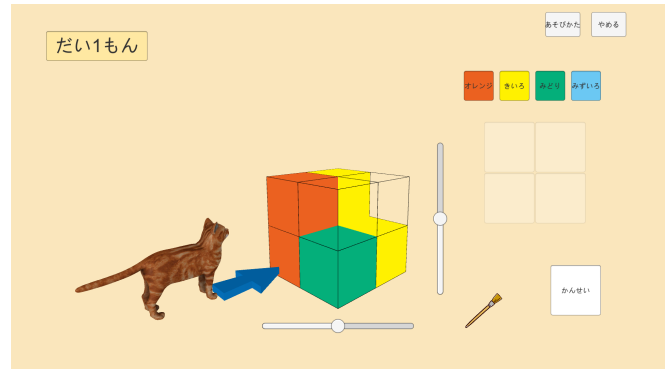 あそびかた
やめる
だい1もん
オレンジ
きいろ
みどり
みずいろ
かんせい